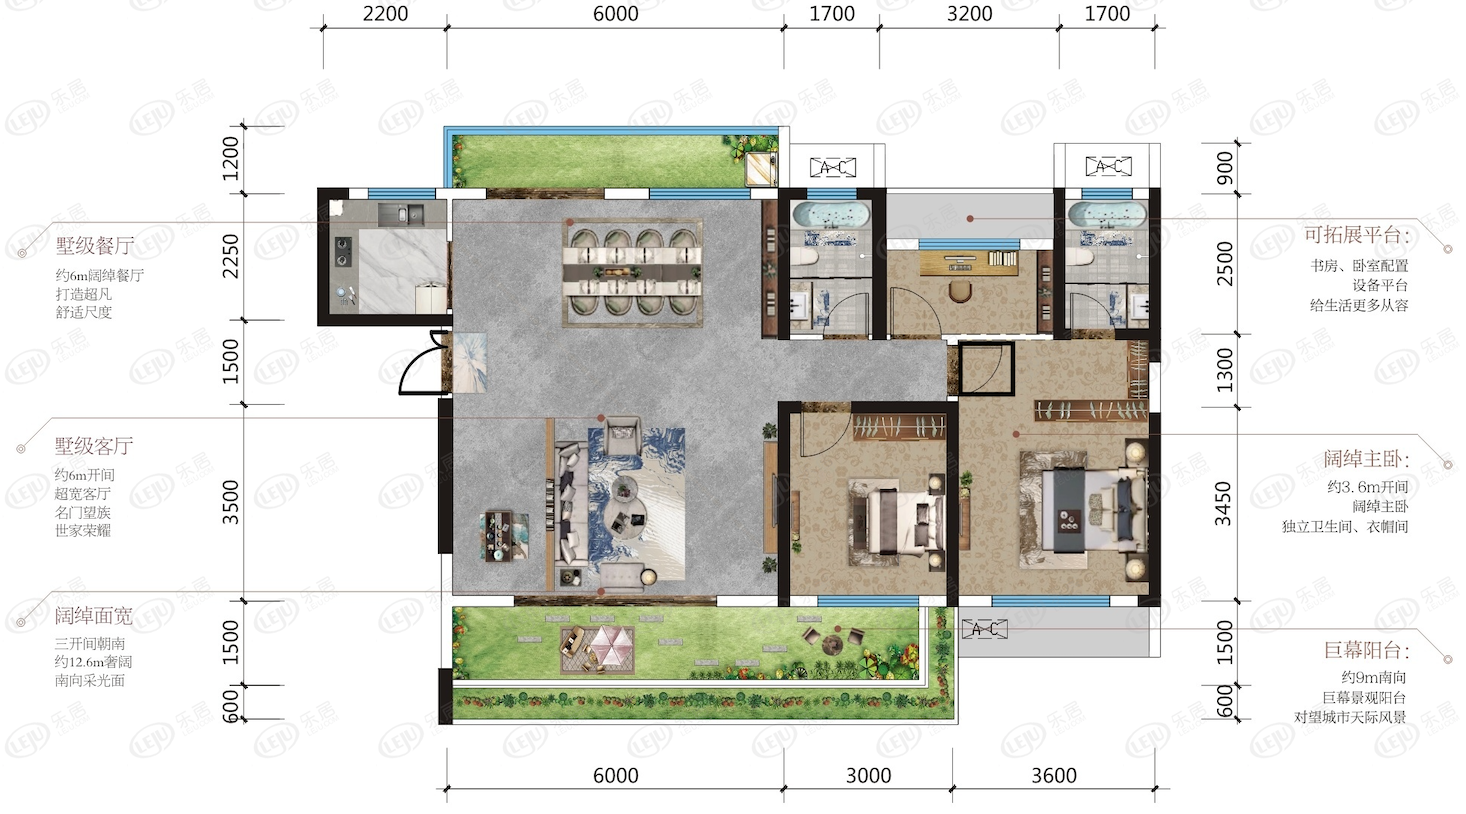 2200
6000
1700
3200
1700
1200
2250
1500
3500
1500
600
900
2500
1300
3450
1500
600
A C
A C
A C
墅级餐厅
约6m阔绰餐厅
打造超凡
舒适尺度
墅级客厅
约6m开间
超宽客厅
名门望族
世家荣耀
阔绰面宽
三开间朝南
约12.6m奢阔
南向采光面
可拓展平台:
书房、卧室配置
设备平台
给生活更多从容
阔绰主卧:
约3.6m开间
阔绰主卧
独立卫生间、衣帽间
巨幕阳台:
约9m南向
巨幕景观阳台
对望城市天际风景
6000
3000
3600
LEJU 乐居